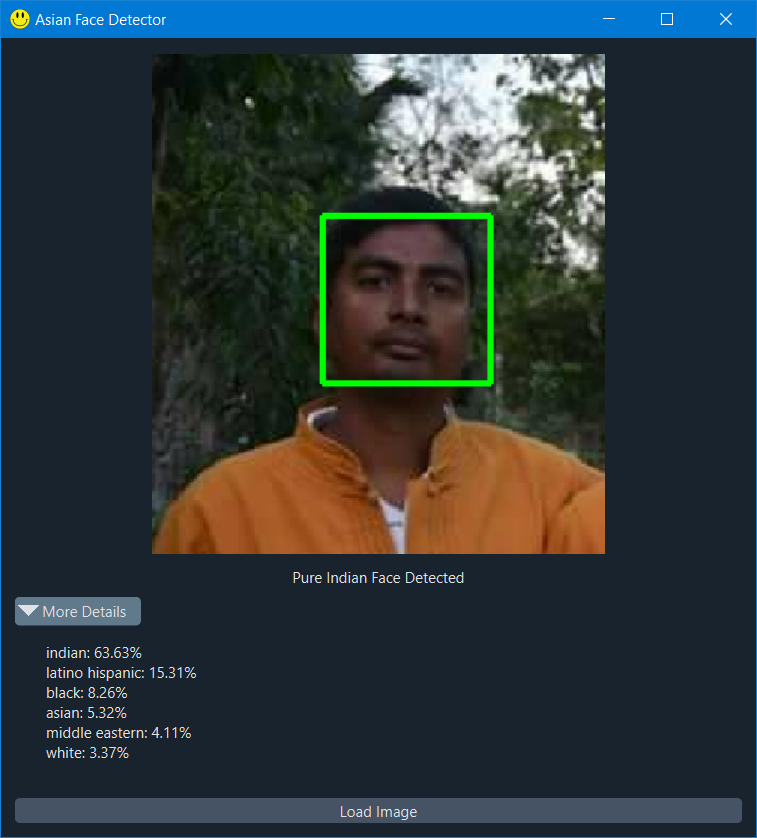 Asian Face Detector
Pure Indian Face Detected
More Details
indian: 63.63%
latino hispanic: 15.31%
black: 8.26%
asian: 5.32%
middle eastern: 4.11%
white: 3.37%
Load Image